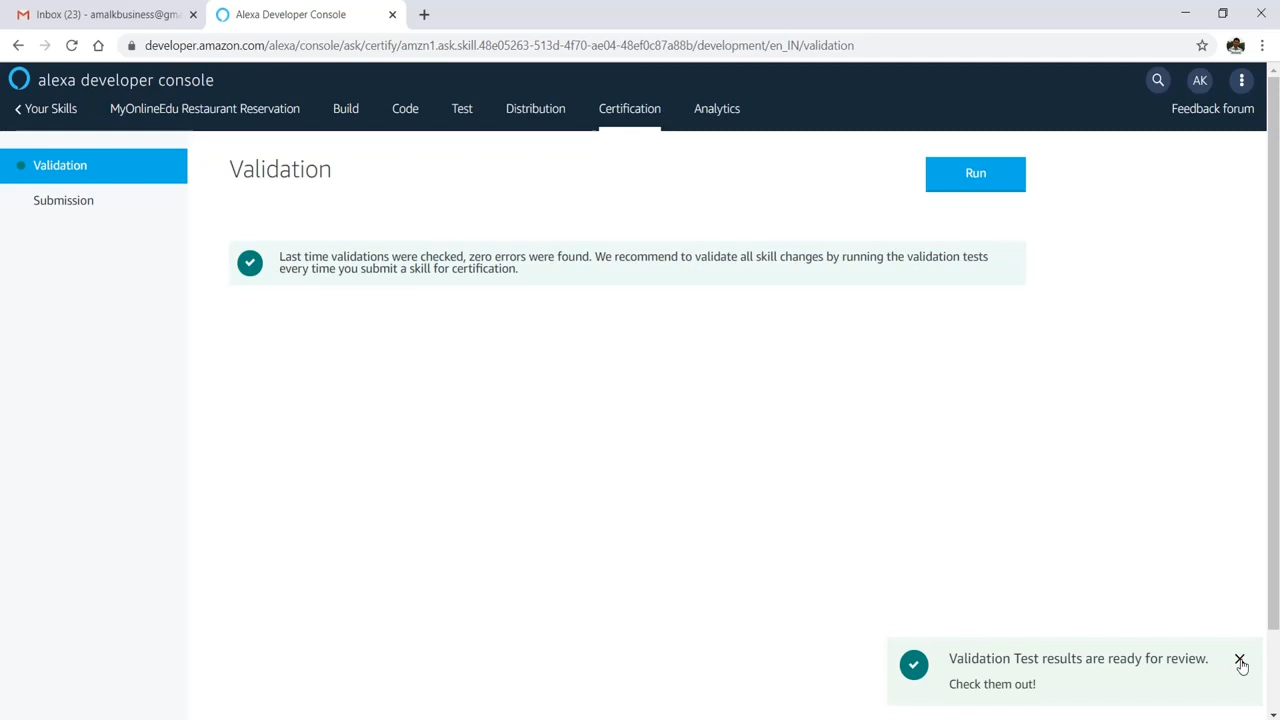 Inbox (23) - amalkbusiness@gm
Alexa Developer Console
developer.amazon.com/alexa/console/ask/certify/amzn1.ask.skill.48e05263-513d-4f70-ae04-48ef0c87a88b/development/en_IN/validation
alexa developer console
AK
Your Skills
MyOnlineEdu Restaurant Reservation
Build
Code
Test
Distribution
Certification
Analytics
Feedback forum
Validation
Submission
Validation
Run
Last time validations were checked, zero errors were found. We recommend to validate all skill changes by running the validation tests
every time you submit a skill for certification.
Validation Test results are ready for review.
Check them out!